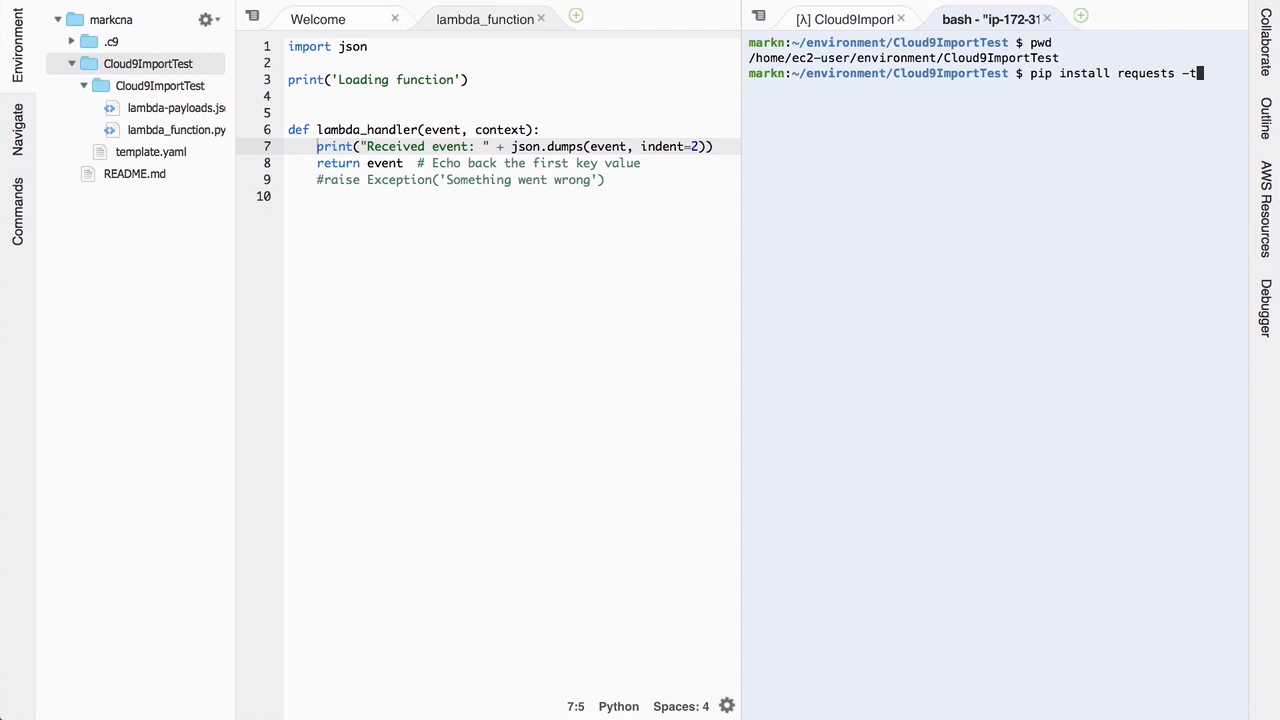 Environment
Navigate
Commands
markcna
.c9
Cloud9ImportTest
Cloud9ImportTest
lambda-payloads.js
lambda_function.py
template.yaml
README.md
Welcome
lambda_function
1 import json
2
3 print('Loading function')
4
5
6 def lambda_handler(event, context):
7 print("Received event: " + json.dumps(event, indent=2))
8 return event # Echo back the first key value
9 #raise Exception('Something went wrong')
10
7:5 Python Spaces: 4
[λ] Cloud9Import
bash - "ip-172-31
markn:~/environment/Cloud9ImportTest $ pwd
/home/ec2-user/environment/Cloud9ImportTest
markn:~/environment/Cloud9ImportTest $ pip install requests -t
Collaborate
Outline
AWS Resources
Debugger